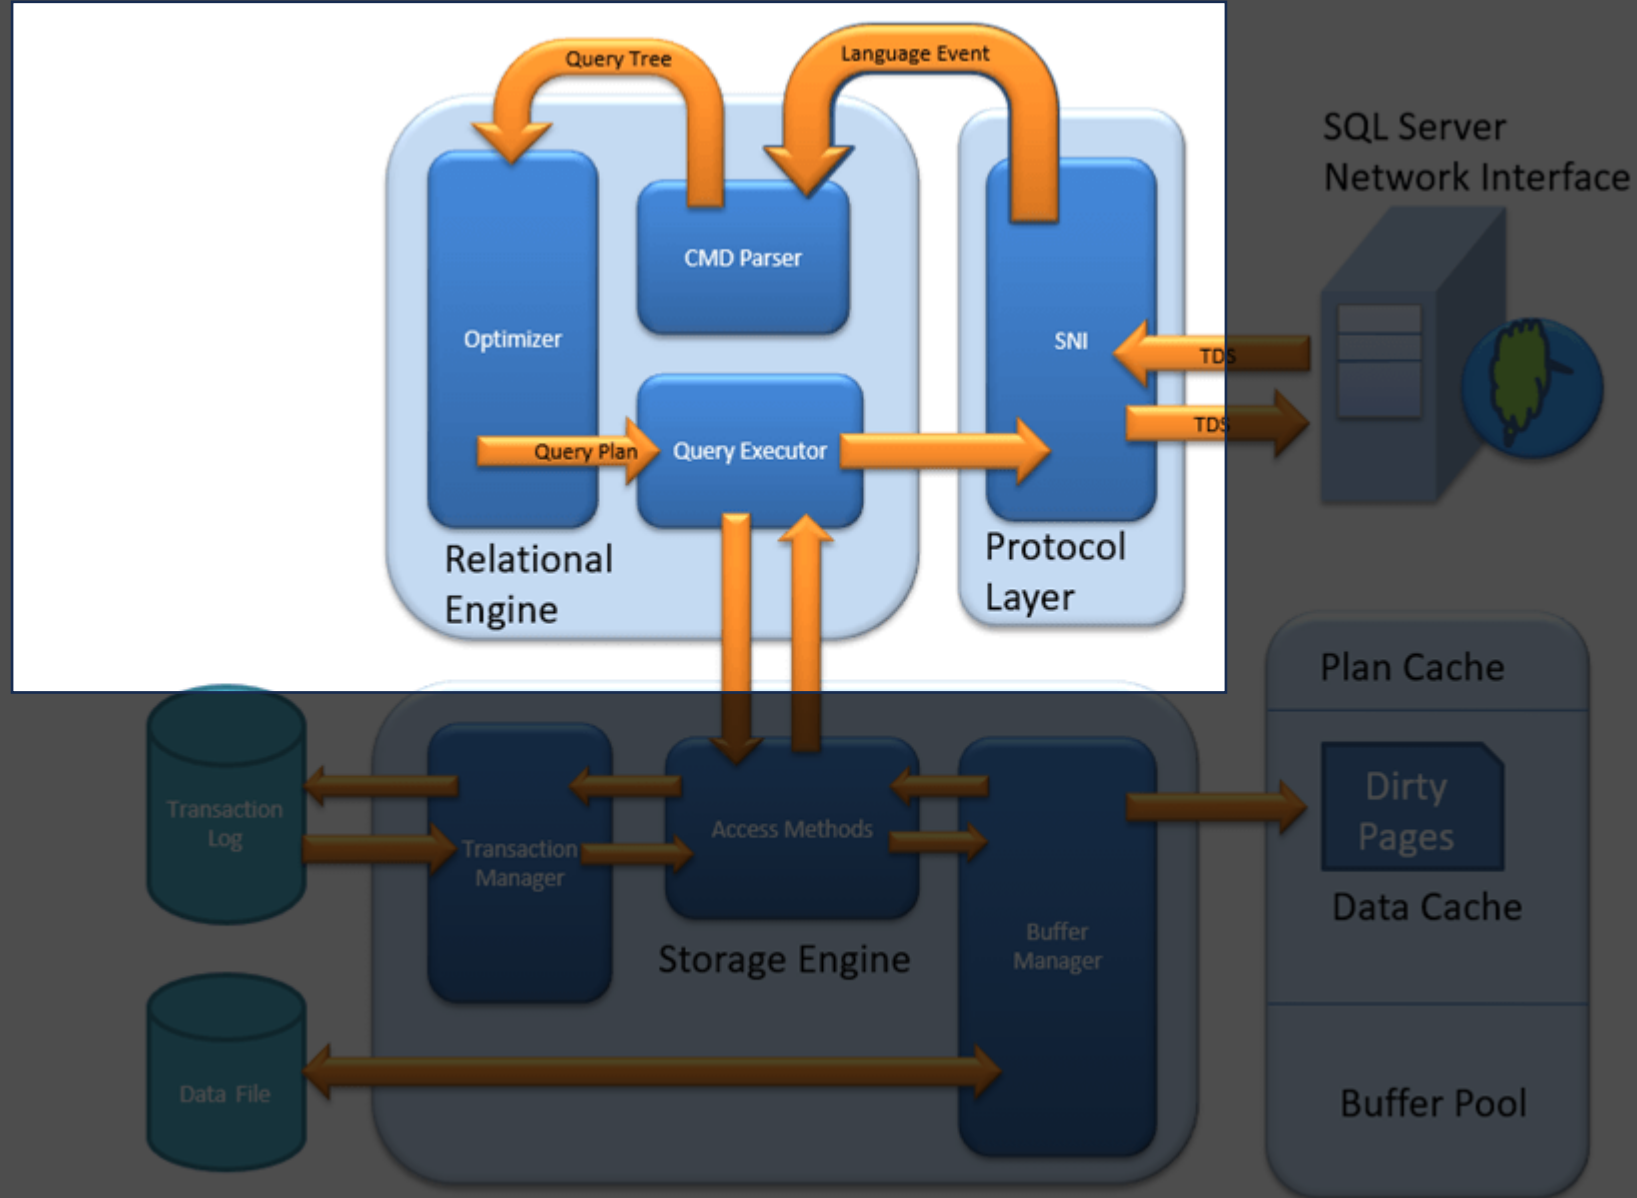 Query Tree
Language Event
SQL Server
Network Interface
CMD Parser
Optimizer
SNI
TDS
TDS
Query Plan
Query Executor
Relational
Engine
Protocol
Layer
Plan Cache
Dirty
Pages
Data Cache
Buffer Pool
Transaction
Log
Transaction
Manager
Access Methods
Buffer
Manager
Storage Engine
Data File